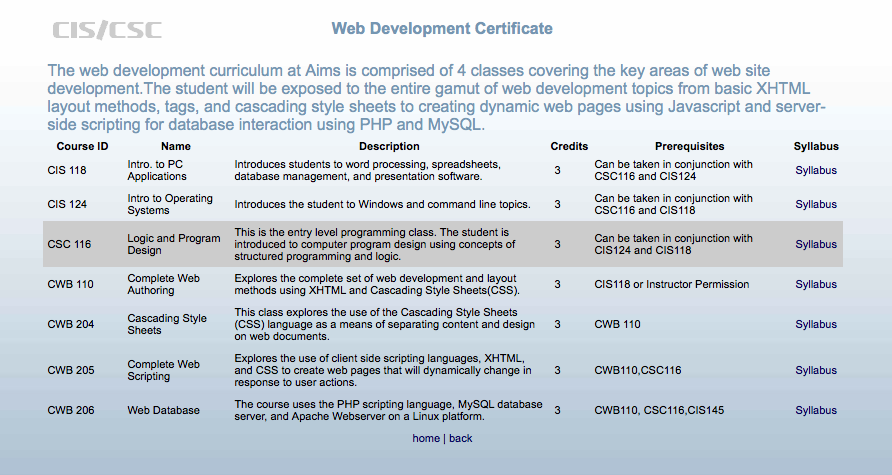 CIS/CSC
Web Development Certificate
The web development curriculum at Aims is comprised of 4 classes covering the key areas of web site
development.The student will be exposed to the entire gamut of web development topics from basic XHTML
layout methods, tags, and cascading style sheets to creating dynamic web pages using Javascript and server-
side scripting for database interaction using PHP and MySQL.
Course ID Name Description Credits Prerequisites Syllabus
CIS 118 Intro. to PC Applications Introduces students to word processing, spreadsheets, database management, and presentation software. 3 Can be taken in conjunction with CSC116 and CIS124 Syllabus
CIS 124 Intro to Operating Systems Introduces the student to Windows and command line topics. 3 Can be taken in conjunction with CSC116 and CIS118 Syllabus
CSC 116 Logic and Program Design This is the entry level programming class. The student is introduced to computer program design using concepts of structured programming and logic. 3 Can be taken in conjunction with CIS124 and CIS118 Syllabus
CWB 110 Complete Web Authoring Explores the complete set of web development and layout methods using XHTML and Cascading Style Sheets(CSS). 3 CIS118 or Instructor Permission Syllabus
CWB 204 Cascading Style Sheets This class explores the use of the Cascading Style Sheets (CSS) language as a means of separating content and design on web documents. 3 CWB 110 Syllabus
CWB 205 Complete Web Scripting Explores the use of client side scripting languages, XHTML, and CSS to create web pages that will dynamically change in response to user actions. 3 CWB110,CSC116 Syllabus
CWB 206 Web Database The course uses the PHP scripting language, MySQL database server, and Apache Webserver on a Linux platform. 3 CWB110, CSC116,CIS145 Syllabus
home | back